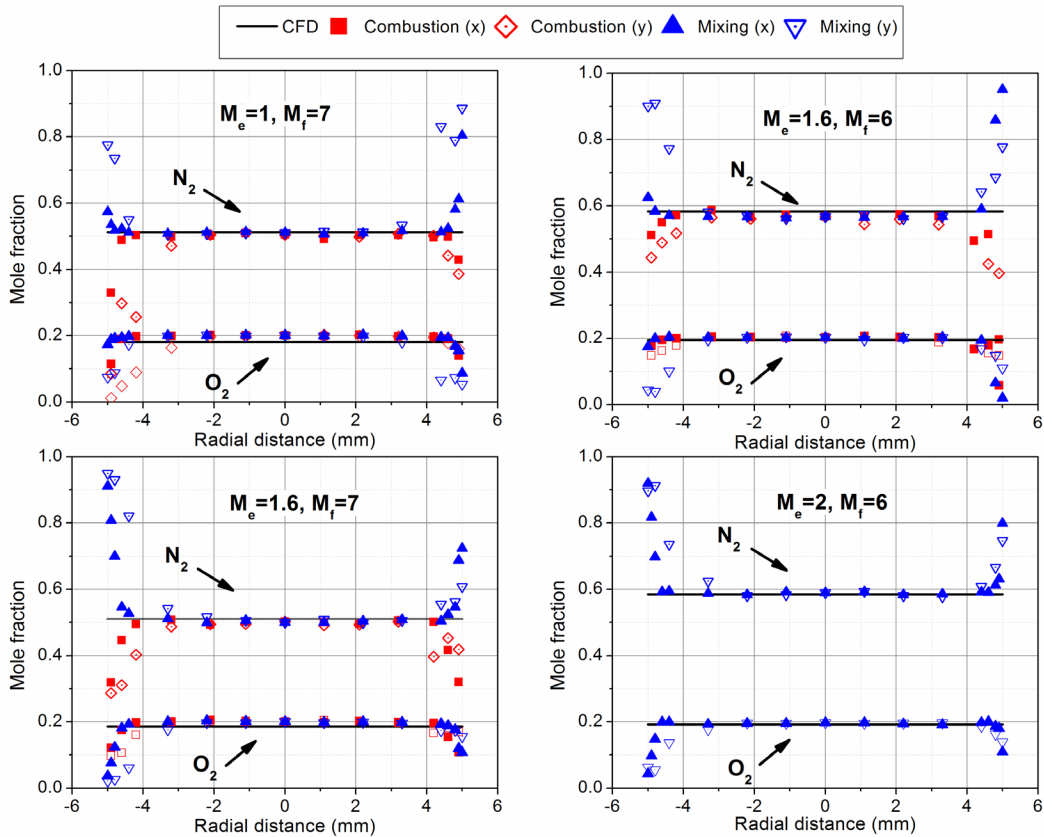 CFD Combustion (x) Combustion (y) Mixing (x) Mixing (y)
1.0
0.8
0.6
0.4
0.2
0.0
Mole fraction
Mₑ=1, M_f=7
N₂
O₂
-6 -4 -2 0 2 4 6
Radial distance (mm)
1.0
0.8
0.6
0.4
0.2
0.0
Mole fraction
Mₑ=1.6, M_f=6
N₂
O₂
-6 -4 -2 0 2 4 6
Radial distance (mm)
1.0
0.8
0.6
0.4
0.2
0.0
Mole fraction
Mₑ=1.6, M_f=7
N₂
O₂
-6 -4 -2 0 2 4 6
Radial distance (mm)
1.0
0.8
0.6
0.4
0.2
0.0
Mole fraction
Mₑ=2, M_f=6
N₂
O₂
-6 -4 -2 0 2 4 6
Radial distance (mm)